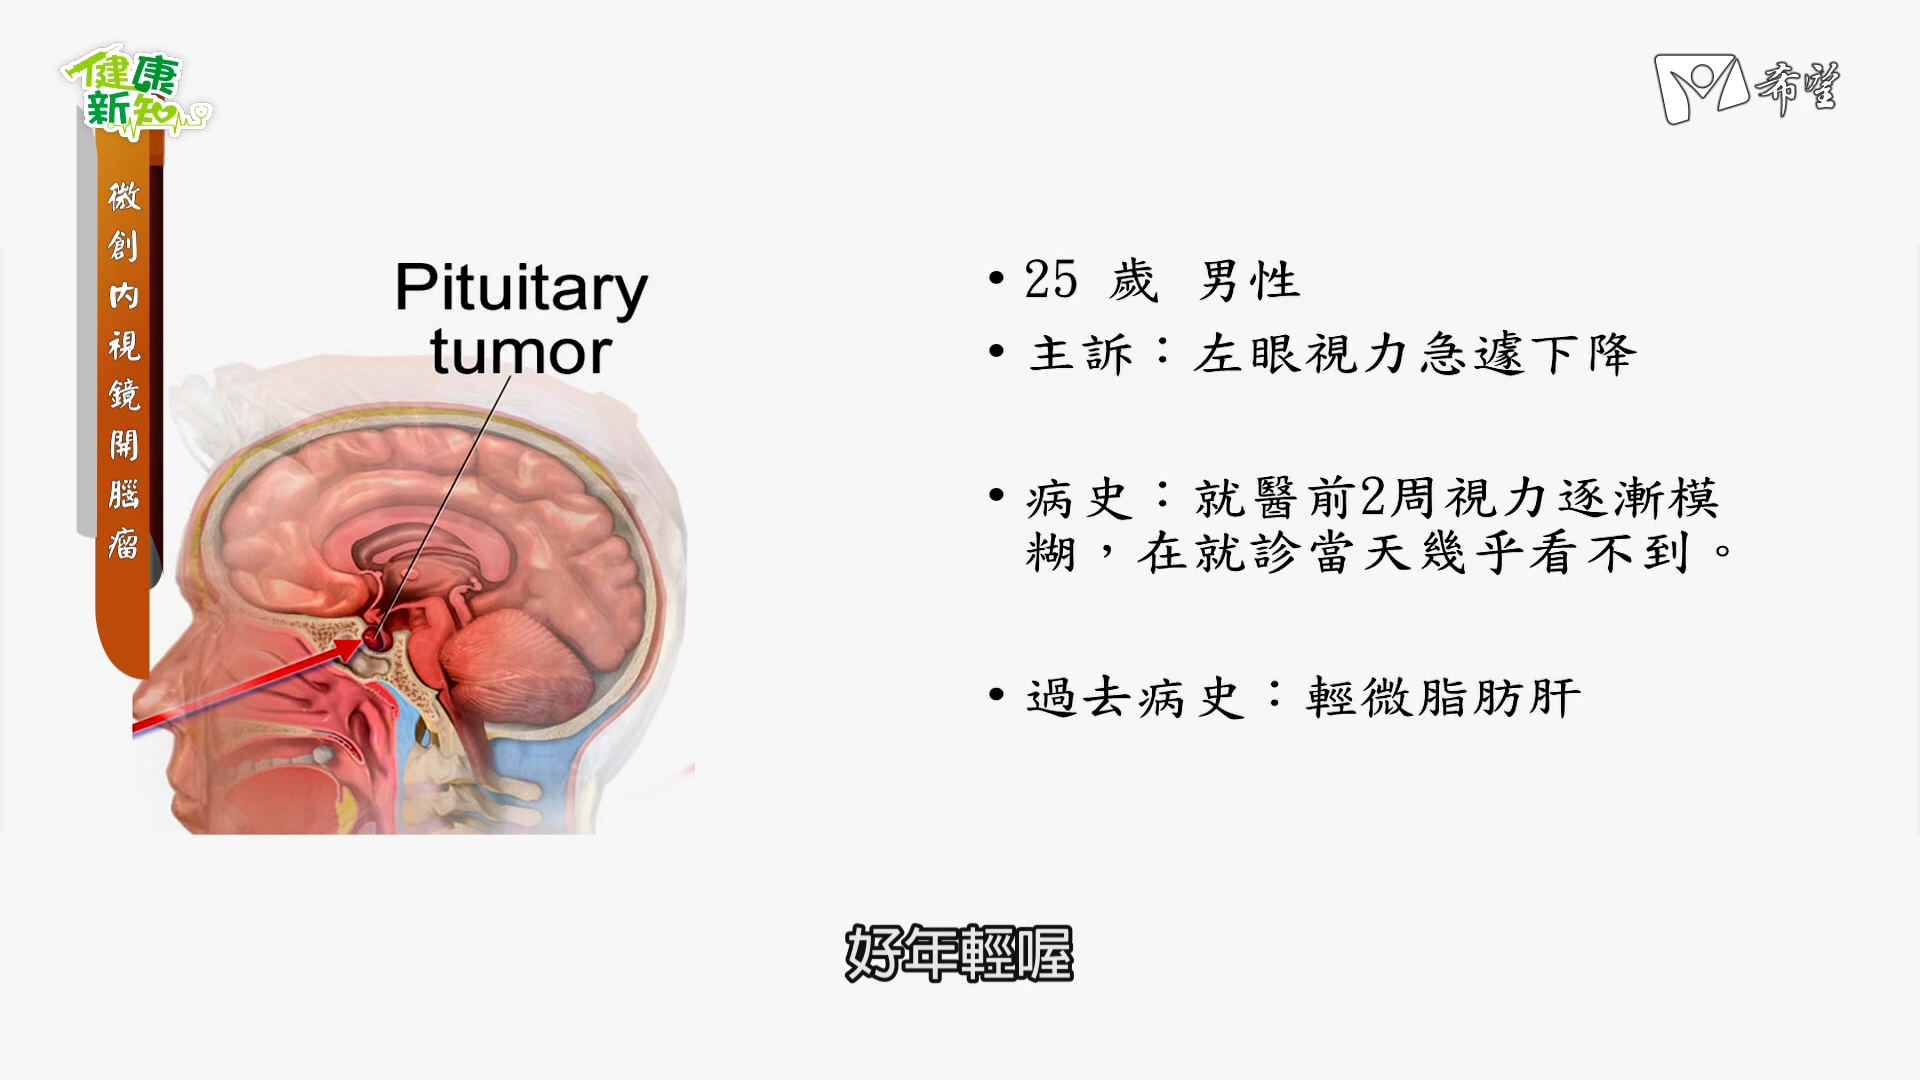 健康
新知
希望
微創內視鏡開腦瘤
Pituitary
tumor
• 25 歲 男性
• 主訴：左眼視力急遽下降
• 病史：就醫前2周視力逐漸模
糊，在就診當天幾乎看不到。
• 過去病史：輕微脂肪肝
好年輕喔